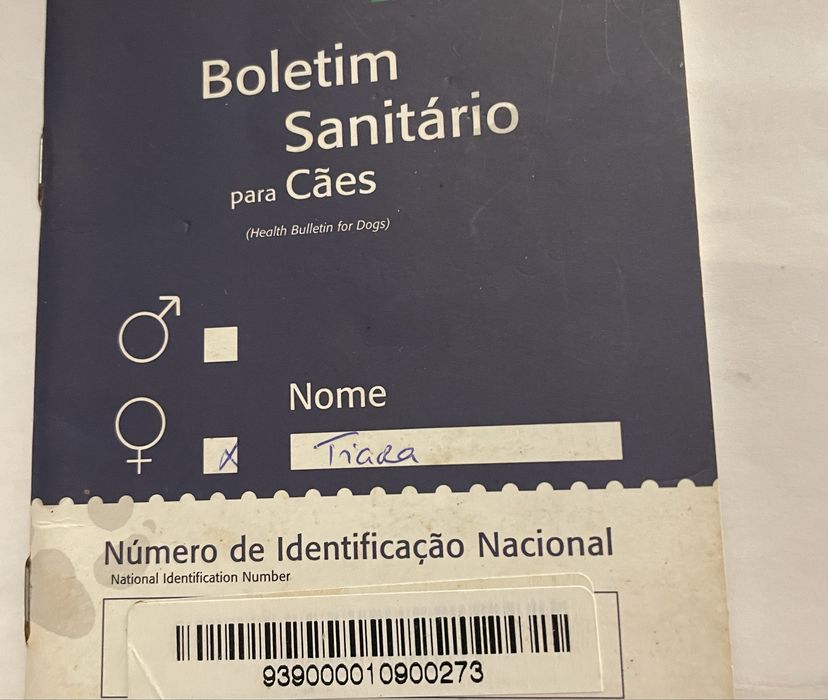 Boletim
Sanitário
para Cães
(Health Bulletin for Dogs)
Nome
Tiara
Número de Identificação Nacional
National Identification Number
939000010900273